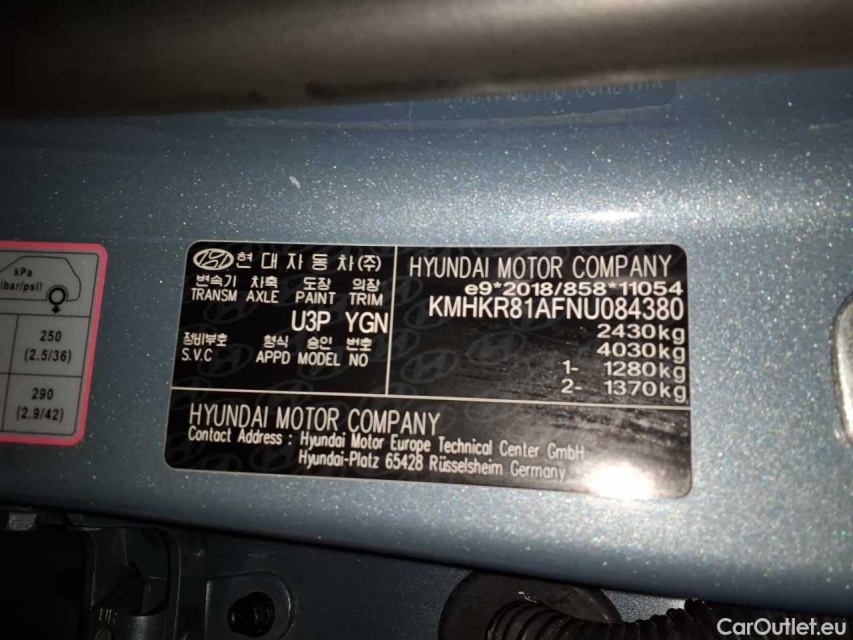 kPa
(bar/psi)
250
(2.5/36)
290
(2.9/42)
현대자동차(주)
변속기 차축 도장 의장
TRANSM AXLE PAINT TRIM
U3P YGN
정비부호 형식 승인 번호
S.V.C APPD MODEL NO
HYUNDAI MOTOR COMPANY
e9*2018/858*11054
KMHKR81AFNU084380
2430kg
4030kg
1- 1280kg
2- 1370kg
HYUNDAI MOTOR COMPANY
Contact Address : Hyundai Motor Europe Technical Center GmbH
Hyundai-Platz 65428 Rüsselsheim Germany
CarOutlet.eu